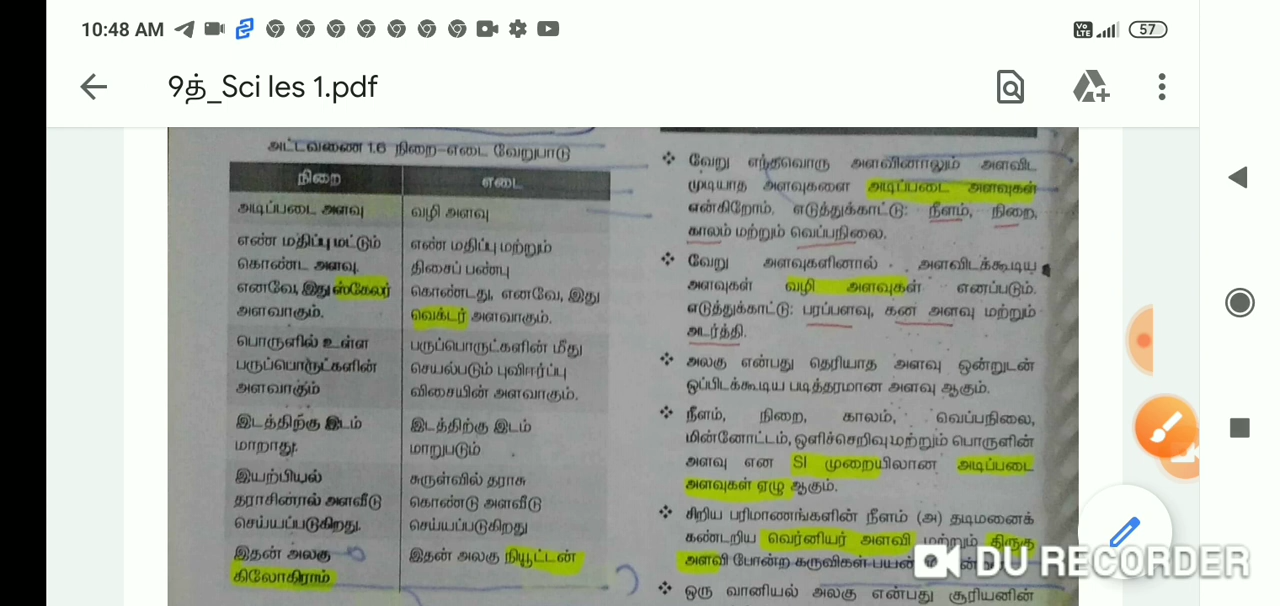 10:48 AM
57
9த்_Sci les 1.pdf
அட்டவணை 1.6 நிறை-எடை வேறுபாடு
நிறை எடை
அடிப்படை அளவு வழி அளவு
எண் மதிப்பு மட்டும்
கொண்ட அளவு.
எனவே, இது ஸ்கேலர்
அளவாகும்.
எண் மதிப்பு மற்றும்
திசைப் பண்பு
கொண்டது, எனவே, இது
வெக்டர் அளவாகும்.
பொருளில் உள்ள
பருப்பொருட்களின்
அளவாகும்
பருப்பொருட்களின் மீது
செயல்படும் புவிஈர்ப்பு
விசையின் அளவாகும்.
இடத்திற்கு இடம்
மாறாது.
இடத்திற்கு இடம்
மாறுபடும்
இயற்பியல்
தராசின்ரல் அளவீடு
செய்யப்படுகிறது.
சுருள்வில் தராசு
கொண்டு அளவீடு
செய்யப்படுகிறது
இதன் அலகு
கிலோகிராம்
இதன் அலகு நியூட்டன்
❖ வேறு எந்தவொரு அளவினாலும் அளவிட
முடியாத அளவுகளை அடிப்படை அளவுகள்
என்கிறோம். எடுத்துக்காட்டு: நீளம், நிறை,
காலம் மற்றும் வெப்பநிலை.
❖ வேறு அளவுகளினால் அளவிடக்கூடிய
அளவுகள் வழி அளவுகள் எனப்படும்.
எடுத்துக்காட்டு: பரப்பளவு, கன அளவு மற்றும்
அடர்த்தி.
❖ அலகு என்பது தெரியாத அளவு ஒன்றுடன்
ஒப்பிடக்கூடிய படித்தரமான அளவு ஆகும்.
❖ நீளம், நிறை, காலம், வெப்பநிலை,
மின்னோட்டம், ஒளிச்செறிவு மற்றும் பொருளின்
அளவு என SI முறையிலான அடிப்படை
அளவுகள் ஏழு ஆகும்.
❖ சிறிய பரிமாணங்களின் நீளம் (அ) தடிமனைக்
கண்டறிய வெர்னியர் அளவி மற்றும் திருகு
அளவி போன்ற கருவிகள்
❖ ஒரு வானியல் அலகு என்பது சூரியனின்
DU RECORDER